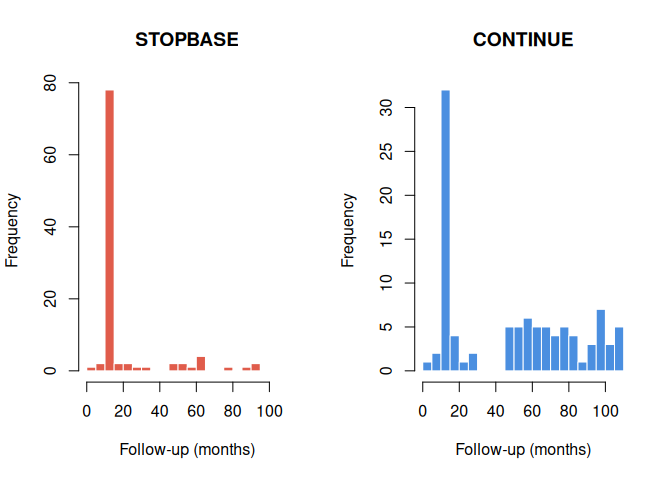 STOPBASE
CONTINUE
80
60
40
20
0
Frequency
0 20 40 60 80 100
Follow-up (months)
30
25
20
15
10
5
0
Frequency
0 20 40 60 80 100
Follow-up (months)